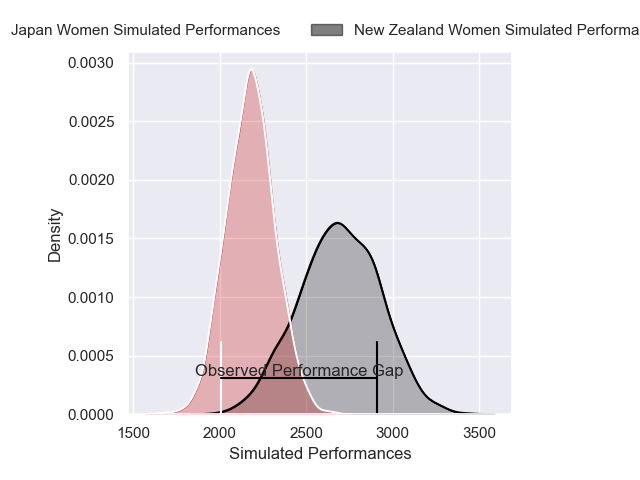 Japan Women Simulated Performances
New Zealand Women Simulated Performa
0.0030
0.0025
0.0020
0.0015
0.0010
0.0005
0.0000
Density
Observed Performance Gap
1500 2000 2500 3000 3500
Simulated Performances